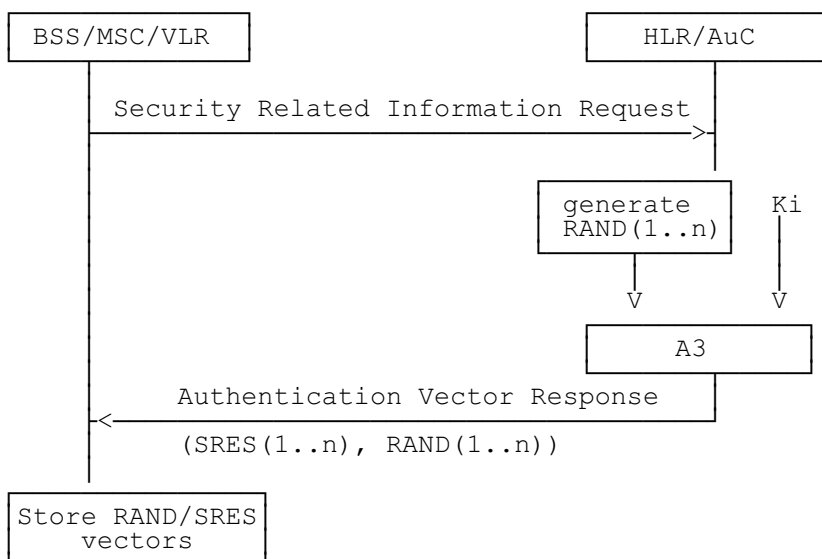 BSS/MSC/VLR
HLR/AuC
Security Related Information Request
>
generate
RAND(1..n)
Ki
V
V
A3
Authentication Vector Response
<
(SRES(1..n), RAND(1..n))
Store RAND/SRES
vectors